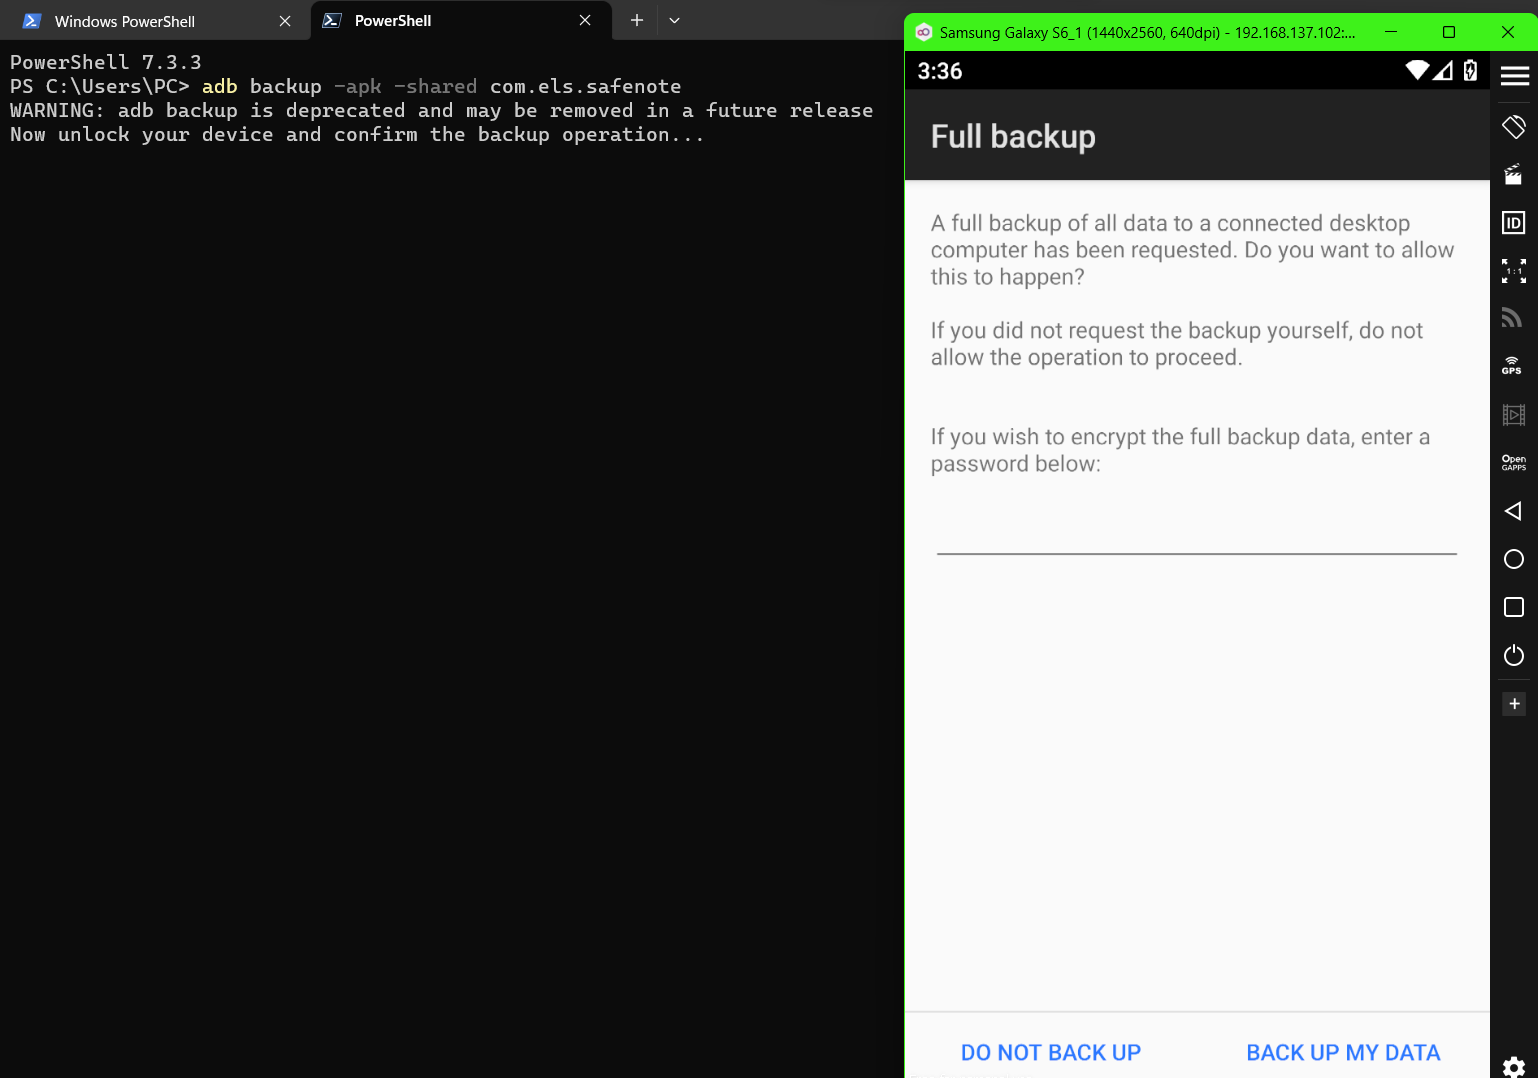 Windows PowerShell
PowerShell
PowerShell 7.3.3
PS C:\Users\PC> adb backup -apk -shared com.els.safenote
WARNING: adb backup is deprecated and may be removed in a future release
Now unlock your device and confirm the backup operation...
Samsung Galaxy S6_1 (1440x2560, 640dpi) - 192.168.137.102:...
3:36
Full backup
A full backup of all data to a connected desktop
computer has been requested. Do you want to allow
this to happen?
If you did not request the backup yourself, do not
allow the operation to proceed.
If you wish to encrypt the full backup data, enter a
password below:
DO NOT BACK UP
BACK UP MY DATA
ID
1:1
GPS
Open
GAPPS